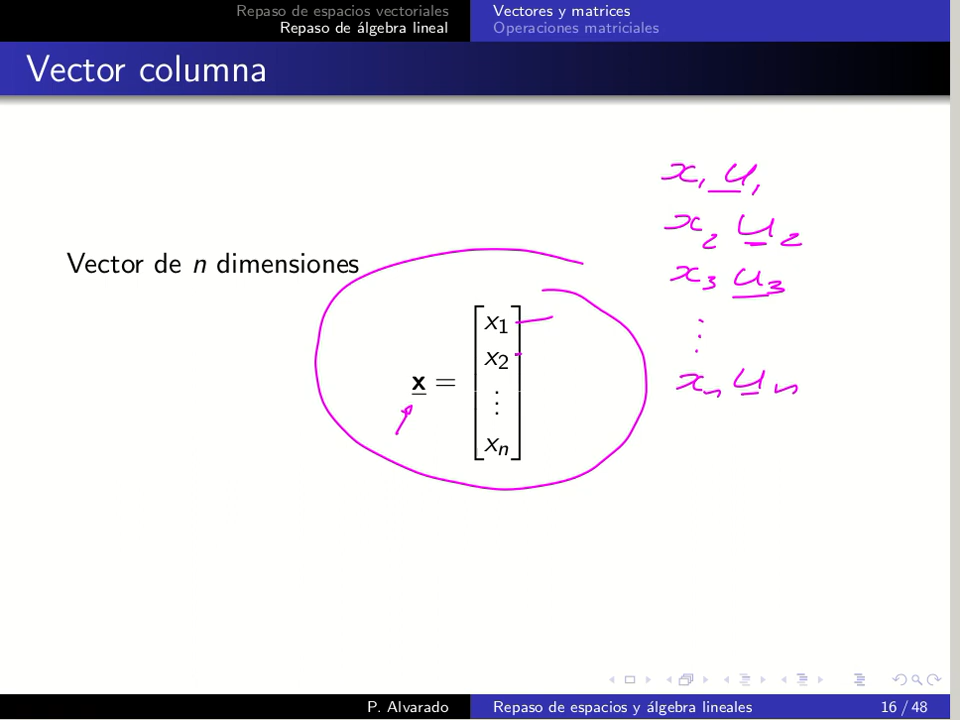 Repaso de espacios vectoriales
Repaso de álgebra lineal
Vectores y matrices
Operaciones matriciales
Vector columna
Vector de n dimensiones
x = [x1
x2
⋮
xn]
x1 u1
x2 u2
x3 u3
⋮
xn un
P. Alvarado
Repaso de espacios y álgebra lineales
16 / 48